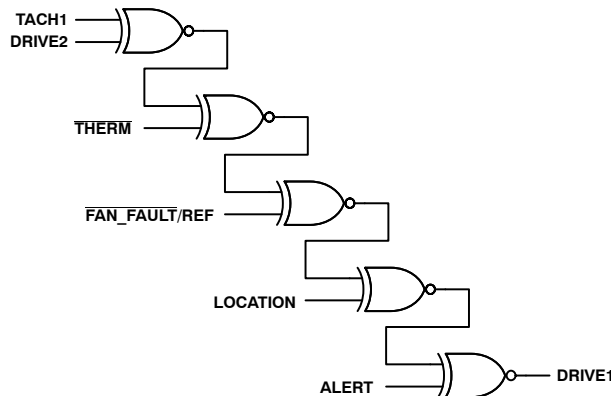 TACH1
DRIVE2
THERM
FAN_FAULT/REF
LOCATION
ALERT
DRIVE1